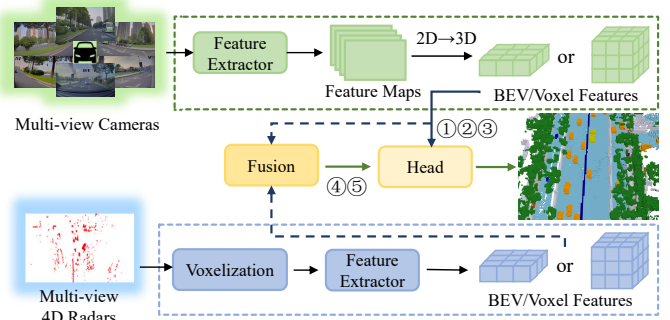 Feature
Extractor
Feature Maps
2D→3D
or
BEV/Voxel Features
Multi-view Cameras
①②③
Fusion
④⑤
Head
Multi-view
4D Radars
Voxelization
Feature
Extractor
or
BEV/Voxel Features